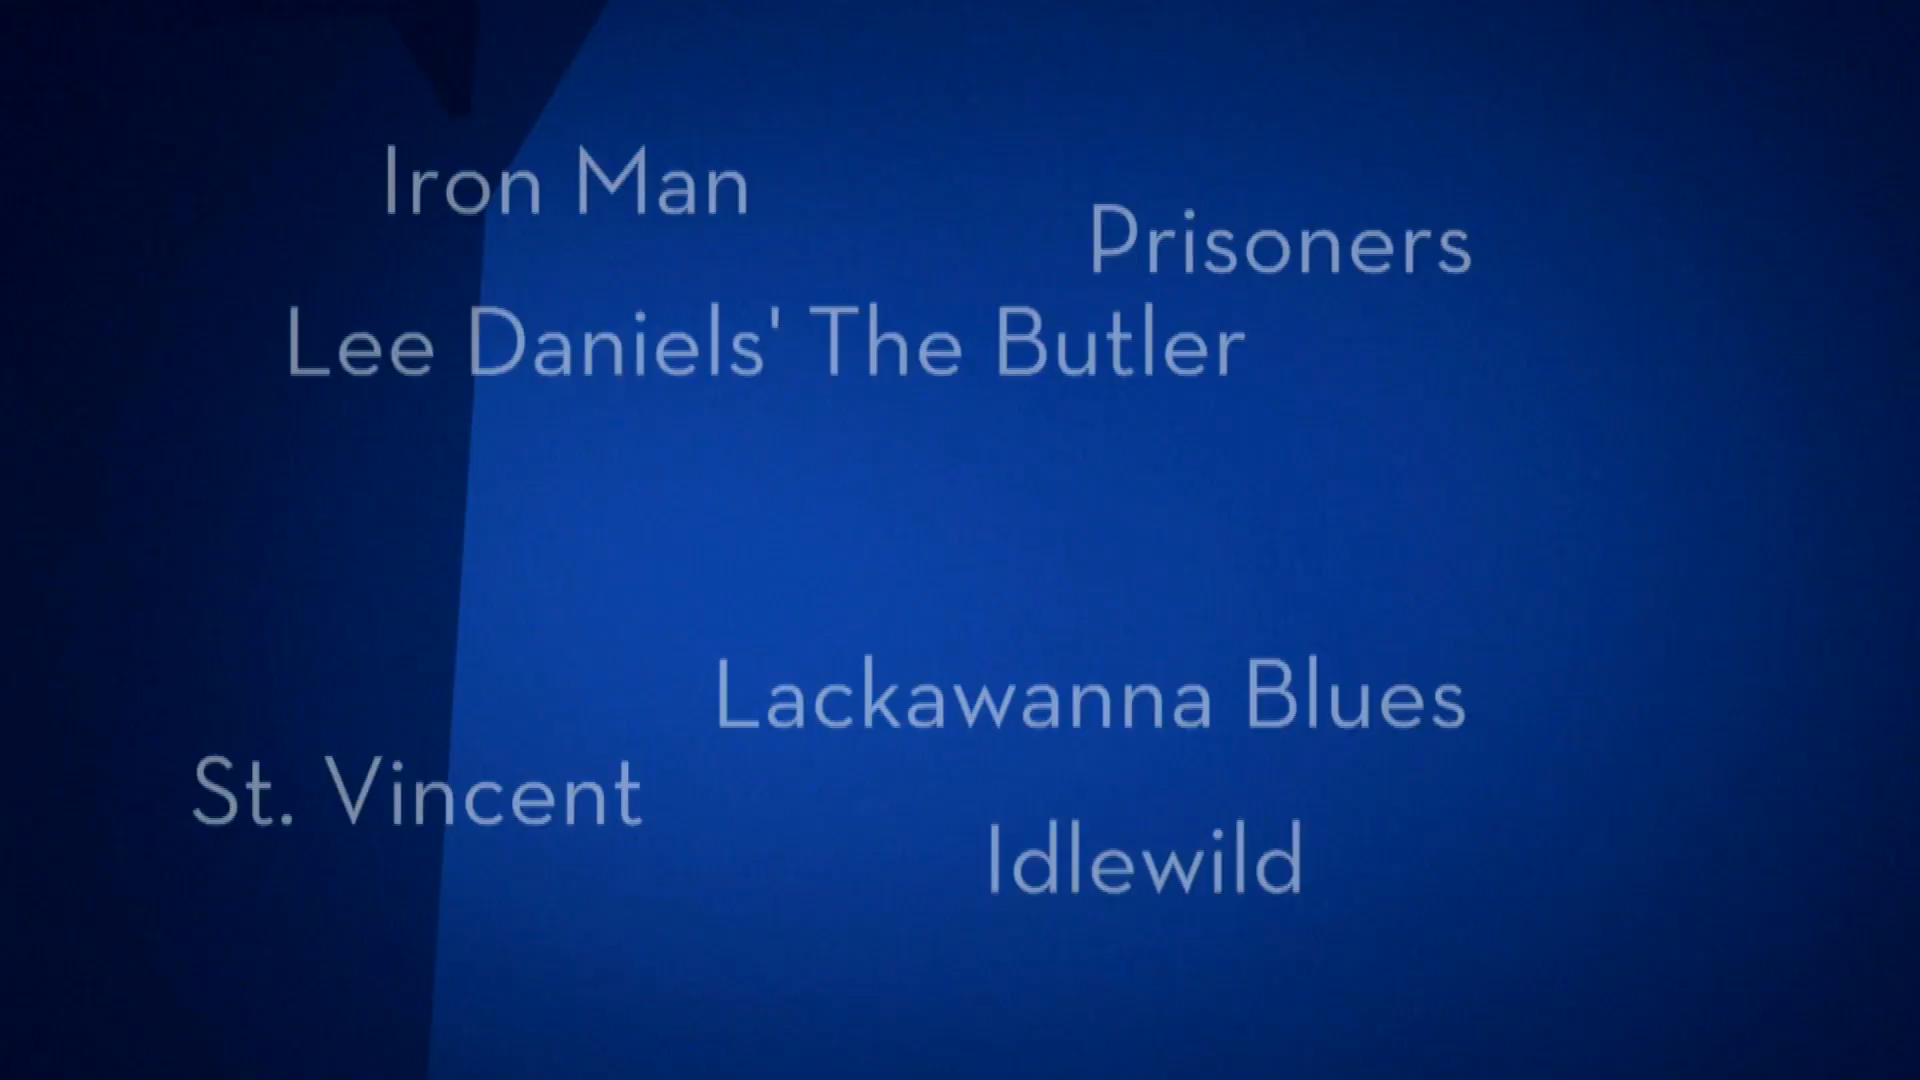 Iron Man
Prisoners
Lee Daniels' The Butler
Lackawanna Blues
St. Vincent
Idlewild